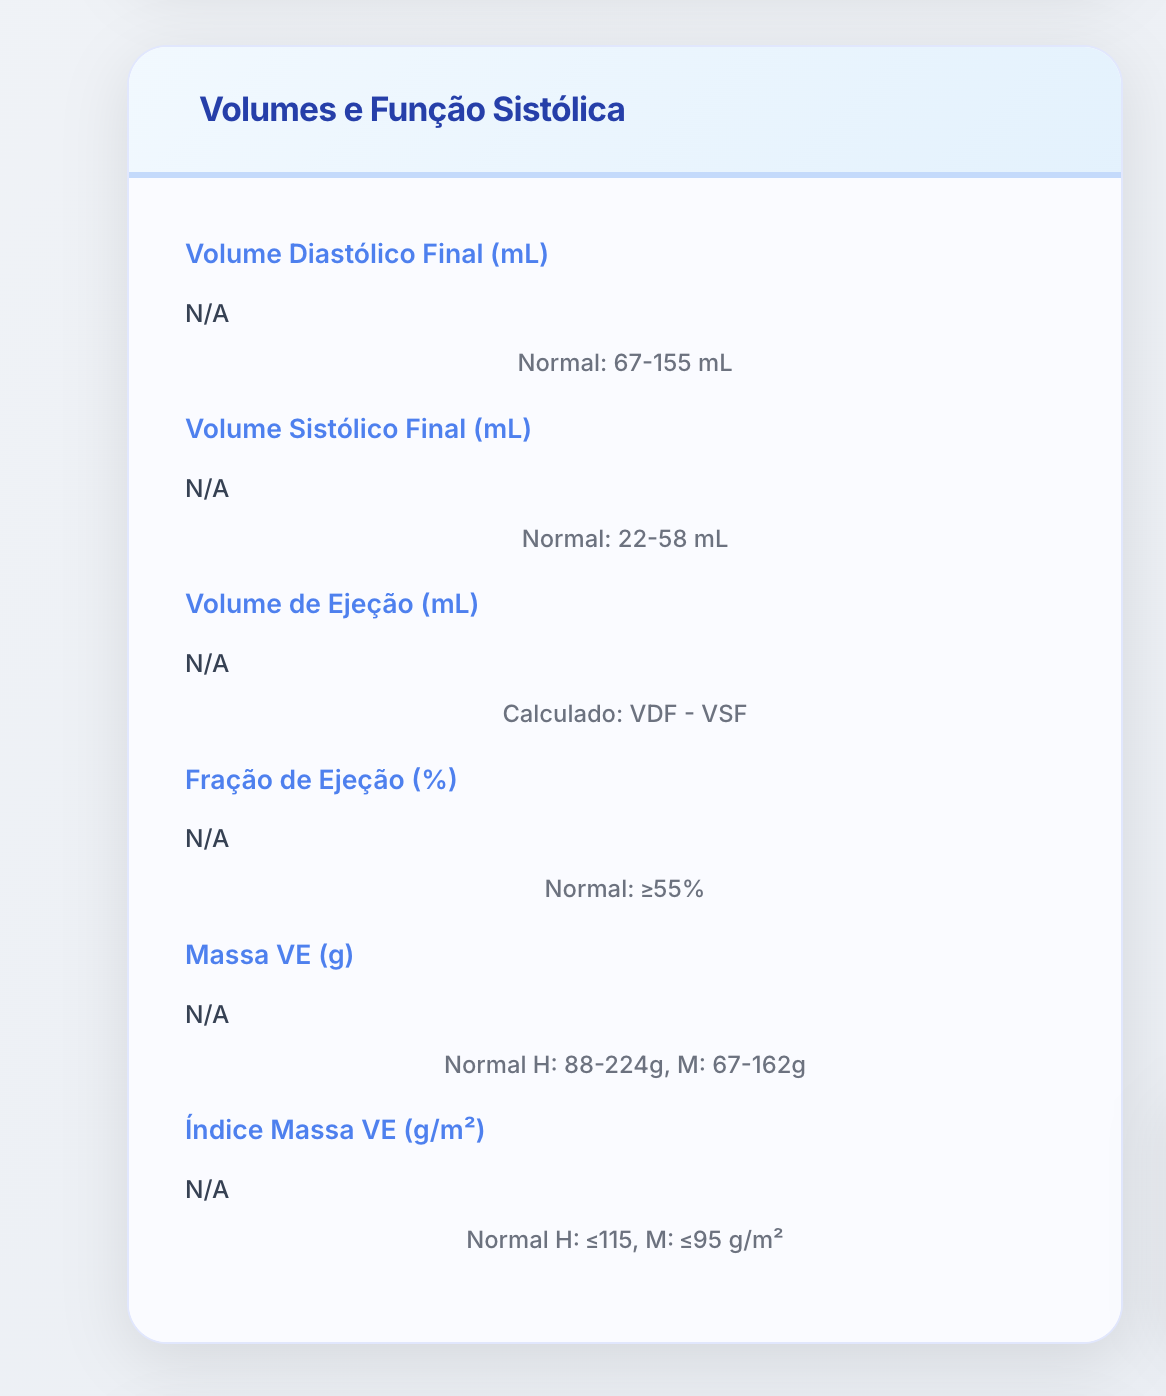 Volumes e Função Sistólica
Volume Diastólico Final (mL)
N/A
Normal: 67-155 mL
Volume Sistólico Final (mL)
N/A
Normal: 22-58 mL
Volume de Ejeção (mL)
N/A
Calculado: VDF - VSF
Fração de Ejeção (%)
N/A
Normal: ≥55%
Massa VE (g)
N/A
Normal H: 88-224g, M: 67-162g
Índice Massa VE (g/m²)
N/A
Normal H: ≤115, M: ≤95 g/m²